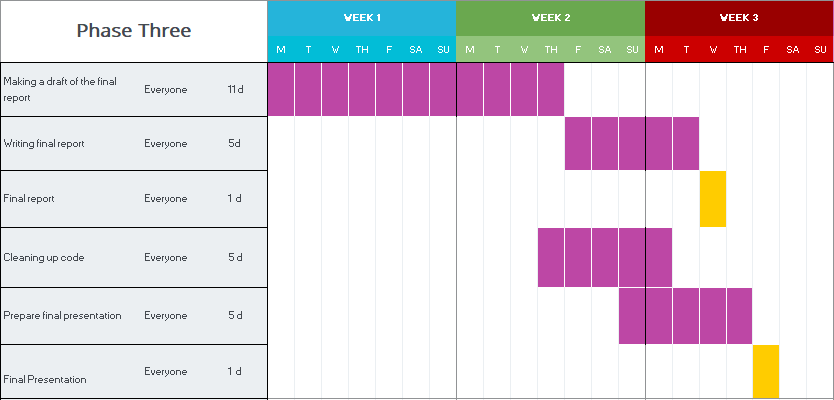 Phase Three
WEEK 1 WEEK 2 WEEK 3
M T W TH F SA SU M T W TH F SA SU M T W TH F SA SU
Making a draft of the final
report
Everyone 11 d
Writing final report Everyone 5d
Final report Everyone 1 d
Cleaning up code Everyone 5 d
Prepare final presentation Everyone 5 d
Final Presentation Everyone 1 d